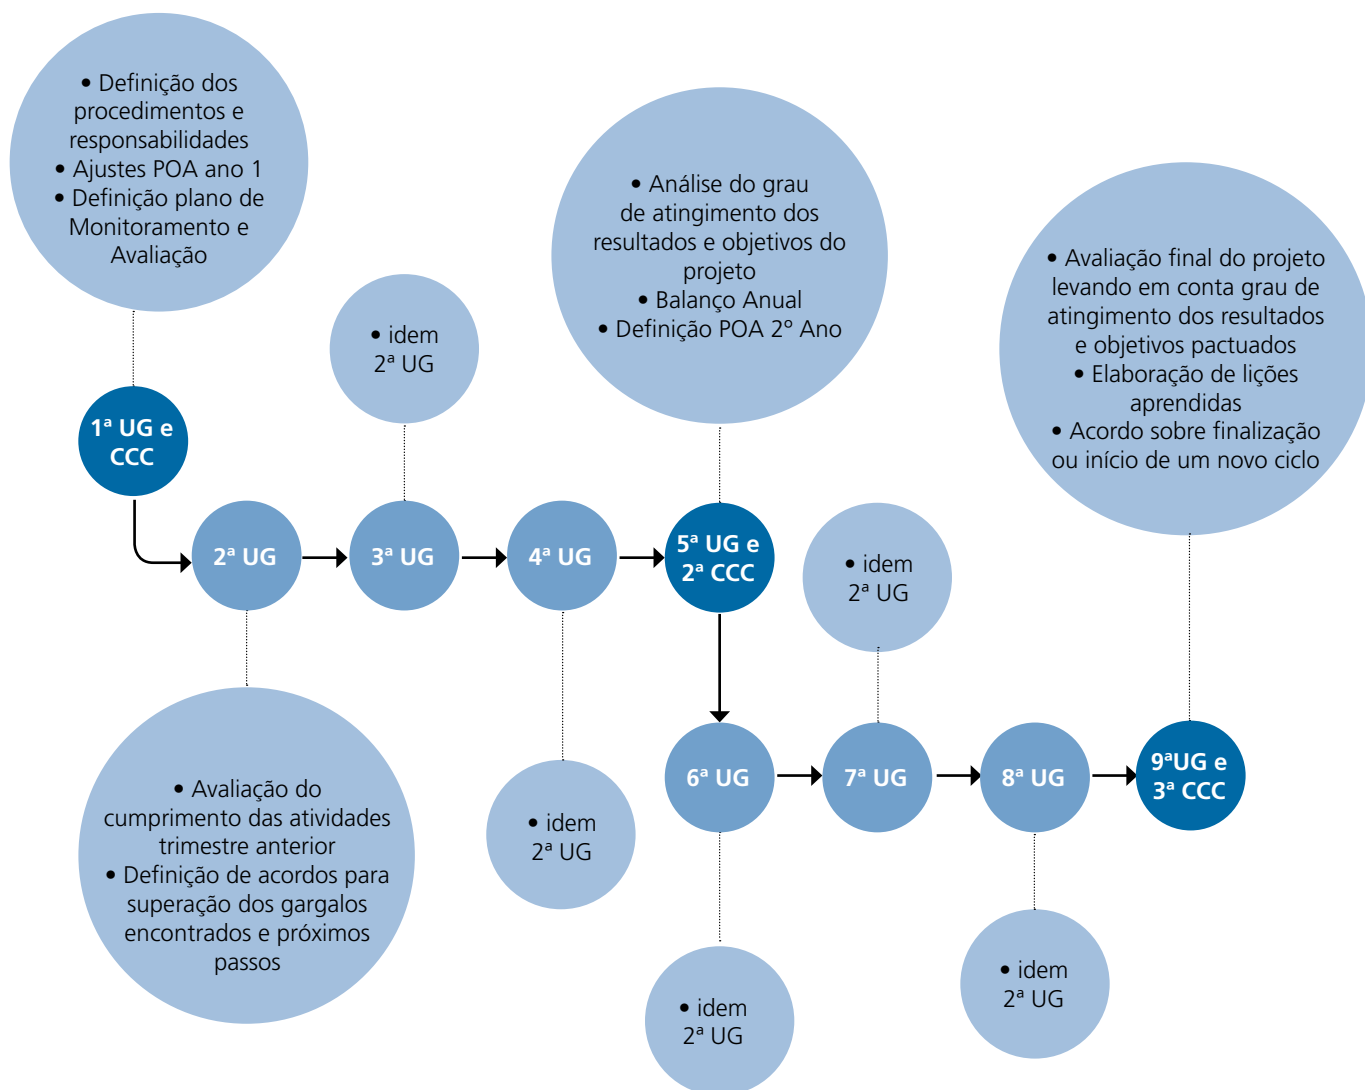 • Definição dos
procedimentos e
responsabilidades
• Ajustes POA ano 1
• Definição plano de
Monitoramento e
Avaliação
• idem
2ª UG
• Análise do grau
de atingimento dos
resultados e objetivos do
projeto
• Balanço Anual
• Definição POA 2º Ano
• Avaliação final do projeto
levando em conta grau de
atingimento dos resultados
e objetivos pactuados
• Elaboração de lições
aprendidas
• Acordo sobre finalização
ou início de um novo ciclo
1ª UG e
CCC
2ª UG
3ª UG
4ª UG
5ª UG e
2ª CCC
• idem
2ª UG
• Avaliação do
cumprimento das atividades
trimestre anterior
• Definição de acordos para
superação dos gargalos
encontrados e próximos
passos
• idem
2ª UG
6ª UG
7ª UG
8ª UG
9ªUG e
3ª CCC
• idem
2ª UG
• idem
2ª UG